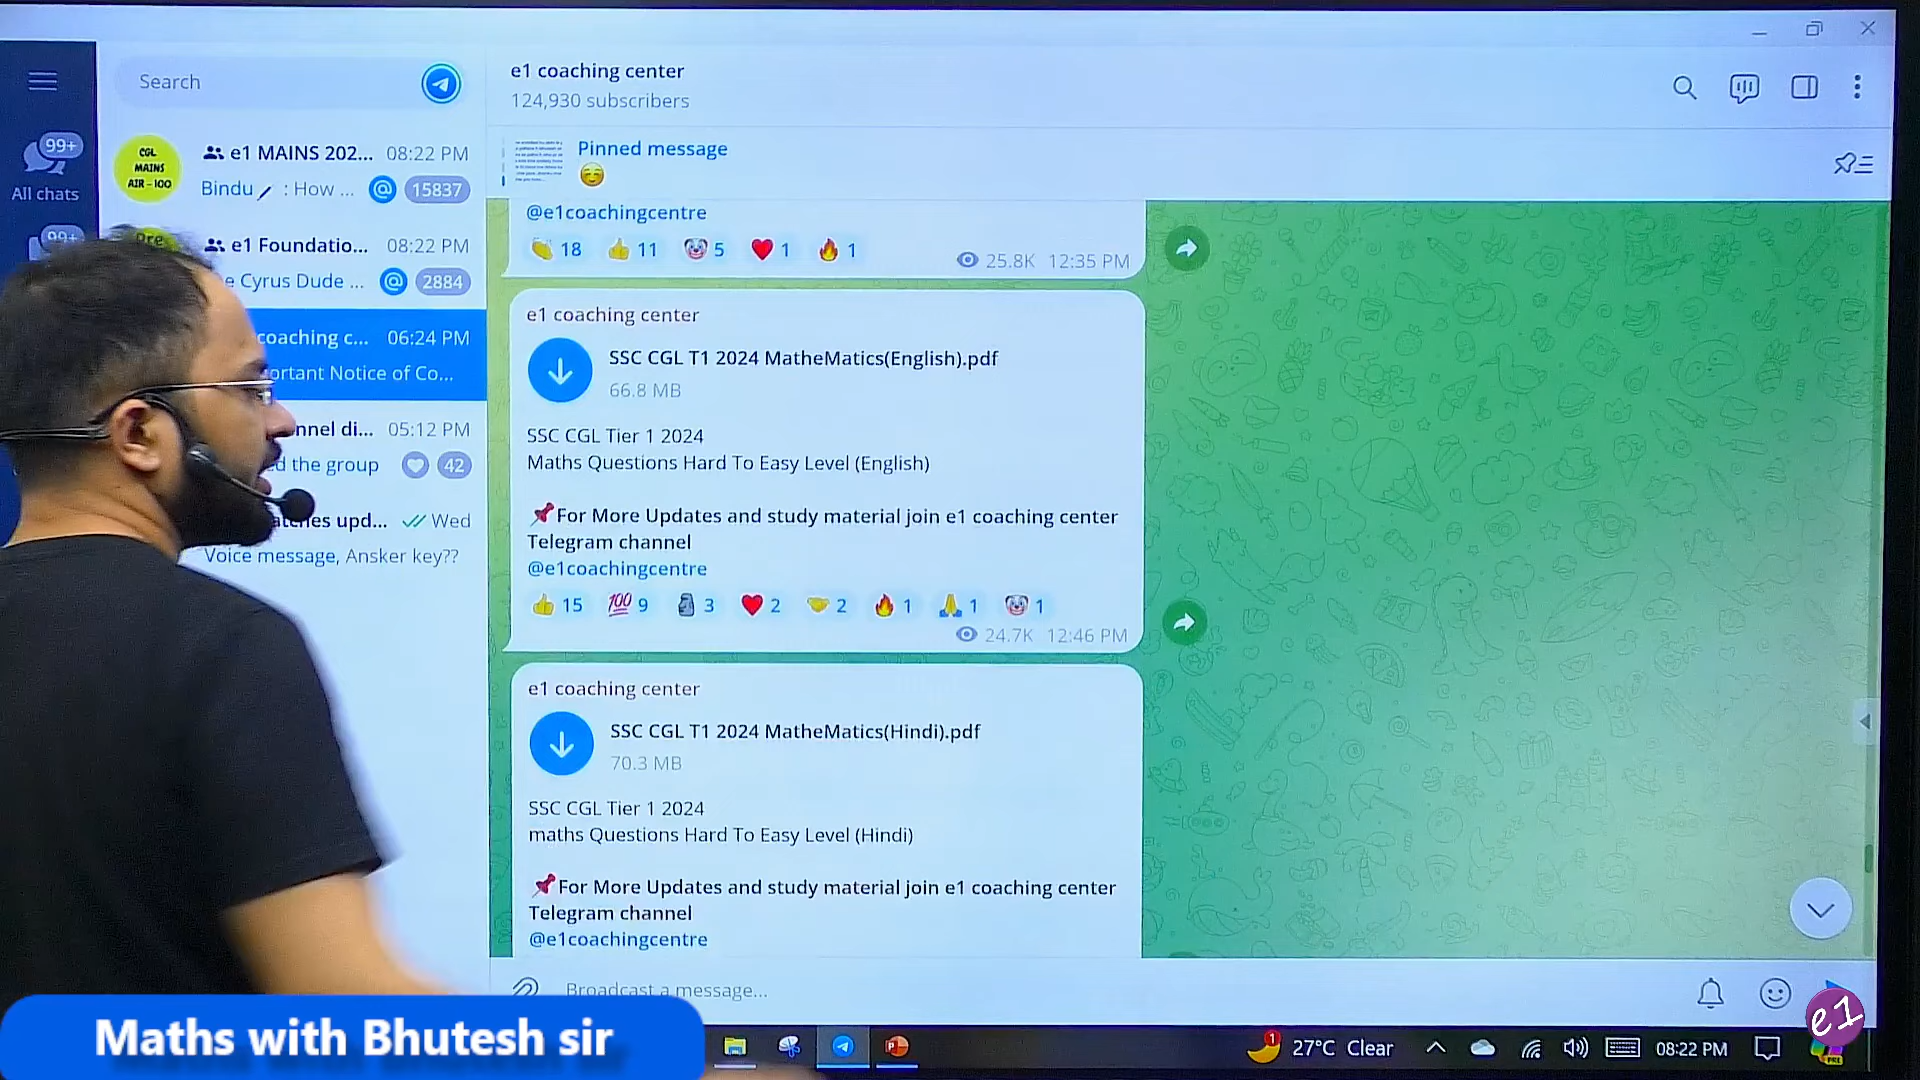 Search
99+
All chats
99+
CGL
MAINS
AIR - 100
e1 MAINS 202... 08:22 PM
Bindu : How ... @ 15837
Pre
e1 Foundatio... 08:22 PM
e Cyrus Dude ... @ 2884
coaching c... 06:24 PM
ortant Notice of Co...
nnel di... 05:12 PM
d the group 42
atches upd... Wed
Voice message, Ansker key??
e1 coaching center
124,930 subscribers
Pinned message
@e1coachingcentre
18 11 5 1 1
25.8K 12:35 PM
e1 coaching center
SSC CGL T1 2024 MatheMatics(English).pdf
66.8 MB
SSC CGL Tier 1 2024
Maths Questions Hard To Easy Level (English)
For More Updates and study material join e1 coaching center
Telegram channel
@e1coachingcentre
15 100 9 3 2 2 1 1 1
24.7K 12:46 PM
e1 coaching center
SSC CGL T1 2024 MatheMatics(Hindi).pdf
70.3 MB
SSC CGL Tier 1 2024
maths Questions Hard To Easy Level (Hindi)
For More Updates and study material join e1 coaching center
Telegram channel
@e1coachingcentre
Broadcast a message...
e1
Maths with Bhutesh sir
1 27°C Clear 08:22 PM
PRE